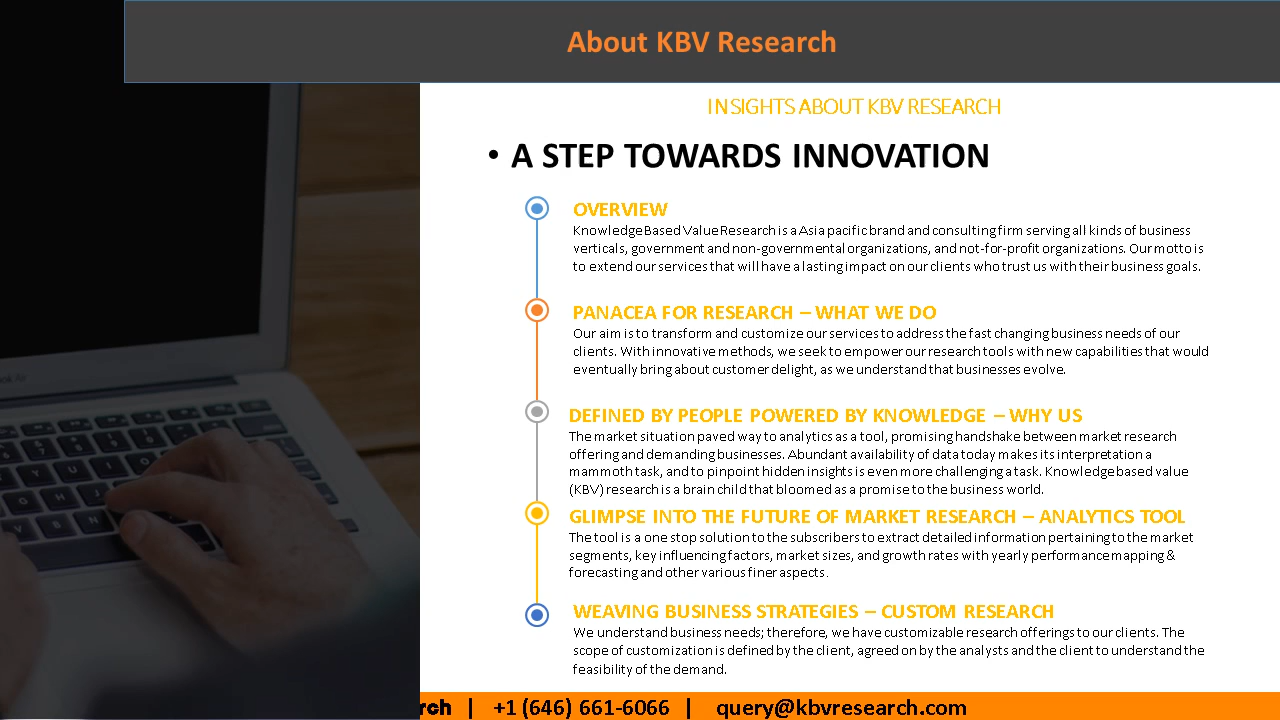 About KBV Research
INSIGHTS ABOUT KBV RESEARCH
• A STEP TOWARDS INNOVATION
OVERVIEW
Knowledge Based Value Research is a Asia pacific brand and consulting firm serving all kinds of business
verticals, government and non-governmental organizations, and not-for-profit organizations. Our motto is
to extend our services that will have a lasting impact on our clients who trust us with their business goals.
PANACEA FOR RESEARCH – WHAT WE DO
Our aim is to transform and customize our services to address the fast changing business needs of our
clients. With innovative methods, we seek to empower our research tools with new capabilities that would
eventually bring about customer delight, as we understand that businesses evolve.
DEFINED BY PEOPLE POWERED BY KNOWLEDGE – WHY US
The market situation paved way to analytics as a tool, promising handshake between market research
offering and demanding businesses. Abundant availability of data today makes its interpretation a
mammoth task, and to pinpoint hidden insights is even more challenging a task. Knowledge based value
(KBV) research is a brain child that bloomed as a promise to the business world.
GLIMPSE INTO THE FUTURE OF MARKET RESEARCH – ANALYTICS TOOL
The tool is a one stop solution to the subscribers to extract detailed information pertaining to the market
segments, key influencing factors, market sizes, and growth rates with yearly performance mapping &
forecasting and other various finer aspects.
WEAVING BUSINESS STRATEGIES – CUSTOM RESEARCH
We understand business needs; therefore, we have customizable research offerings to our clients. The
scope of customization is defined by the client, agreed on by the analysts and the client to understand the
feasibility of the demand.
rch | +1 (646) 661-6066 | query@kbvresearch.com